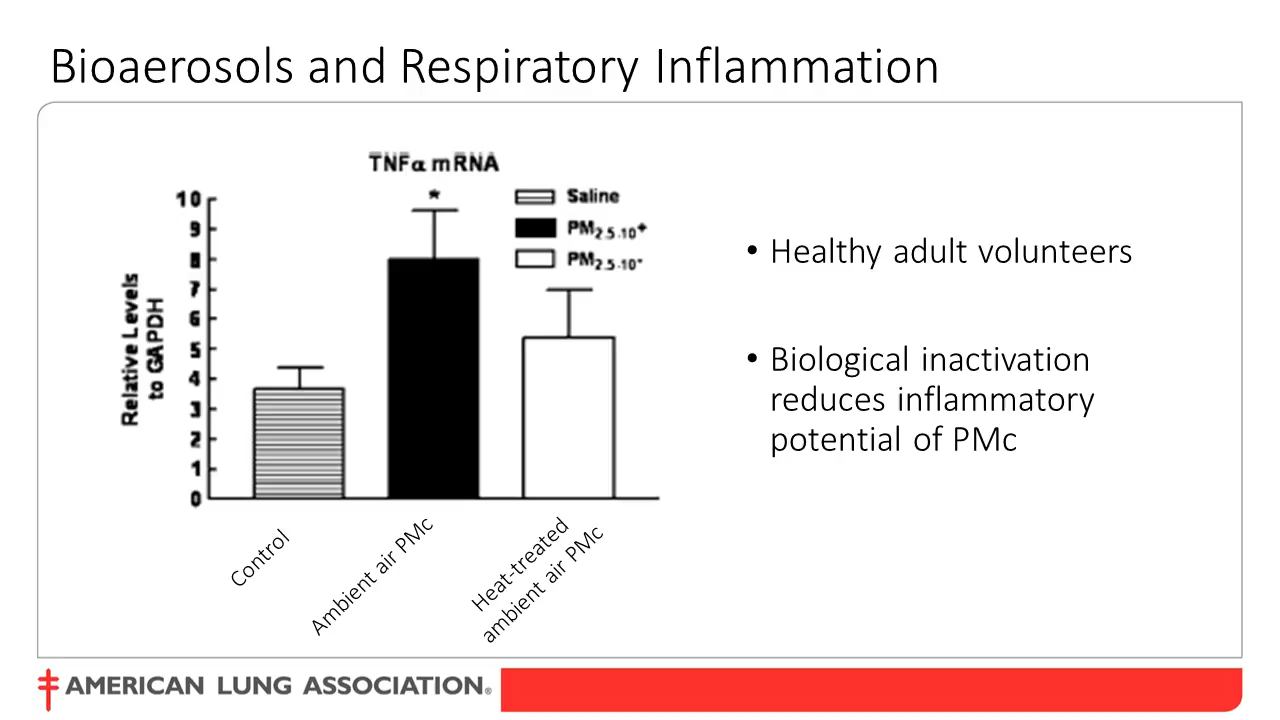 Bioaerosols and Respiratory Inflammation
TNFα mRNA
*
Saline
PM2.5-10+
PM2.5-10-
10
9
8
7
6
5
4
3
2
1
0
Relative Levels
to GAPDH
Control
Ambient air PMc
Heat-treated
ambient air PMc
• Healthy adult volunteers
• Biological inactivation
reduces inflammatory
potential of PMc
AMERICAN LUNG ASSOCIATION®